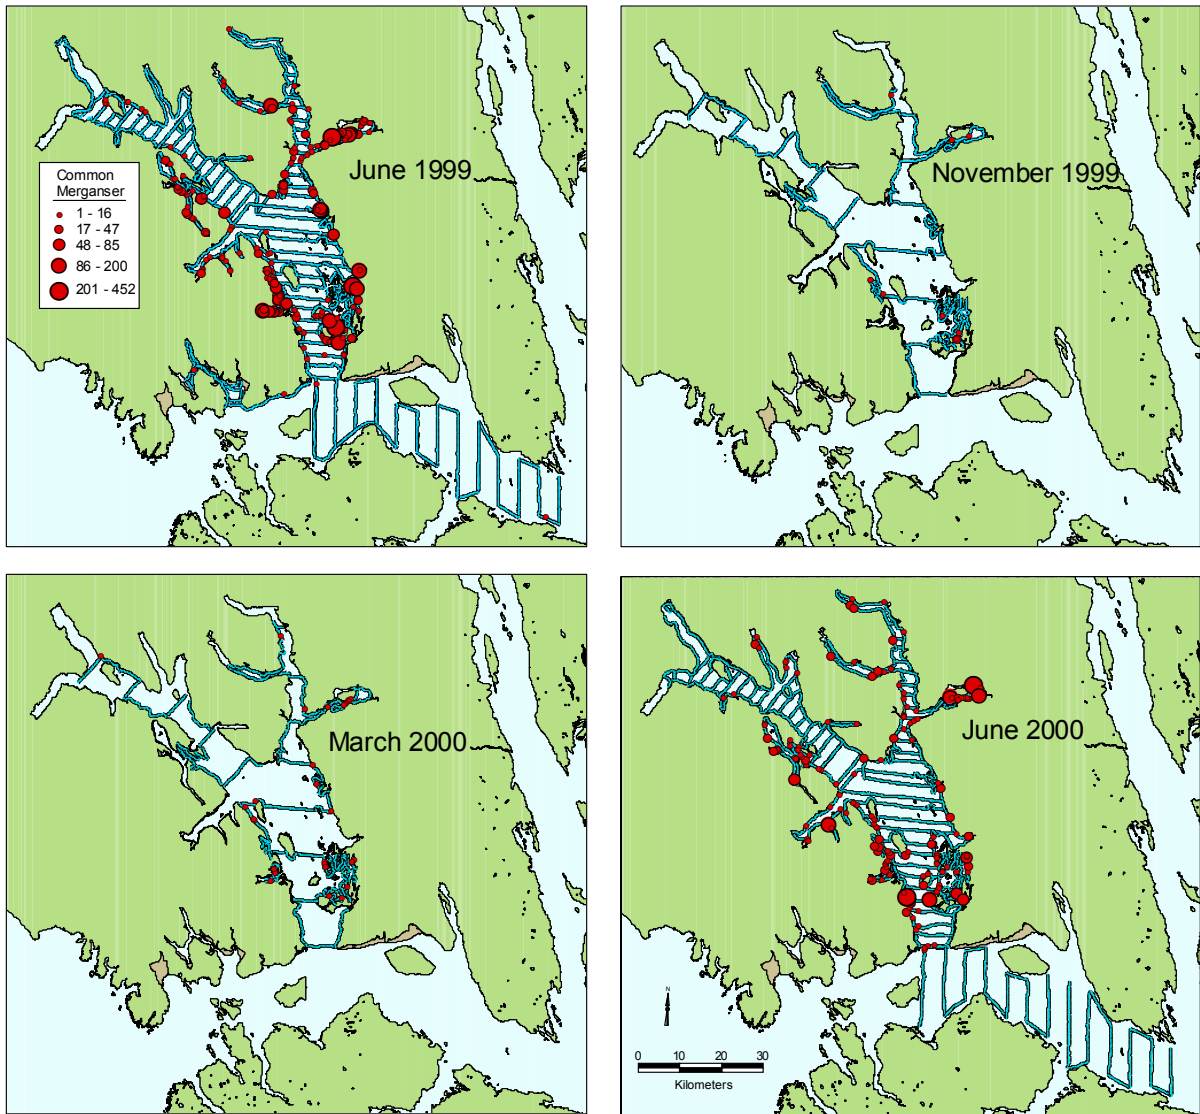 June 1999
Common
Merganser
1 - 16
17 - 47
48 - 85
86 - 200
201 - 452
November 1999
March 2000
June 2000
N
0 10 20 30
Kilometers